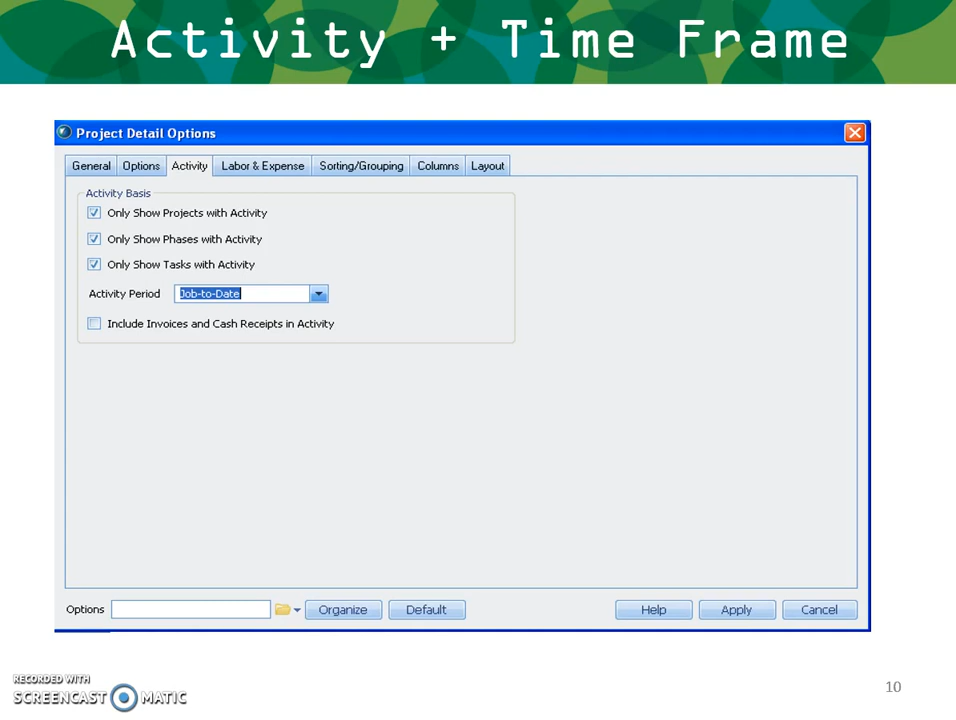 Activity + Time Frame
Project Detail Options
General Options Activity Labor & Expense Sorting/Grouping Columns Layout
Activity Basis
Only Show Projects with Activity
Only Show Phases with Activity
Only Show Tasks with Activity
Activity Period Job-to-Date
Include Invoices and Cash Receipts in Activity
Options Organize Default Help Apply Cancel
RECORDED WITH
SCREENCAST MATIC
10